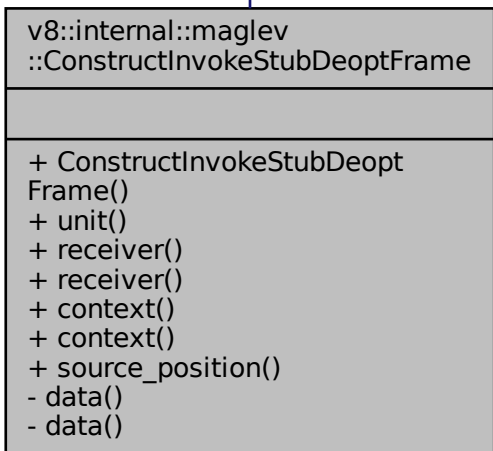 v8::internal::maglev
::ConstructInvokeStubDeoptFrame
+ ConstructInvokeStubDeopt
Frame()
+ unit()
+ receiver()
+ receiver()
+ context()
+ context()
+ source_position()
- data()
- data()